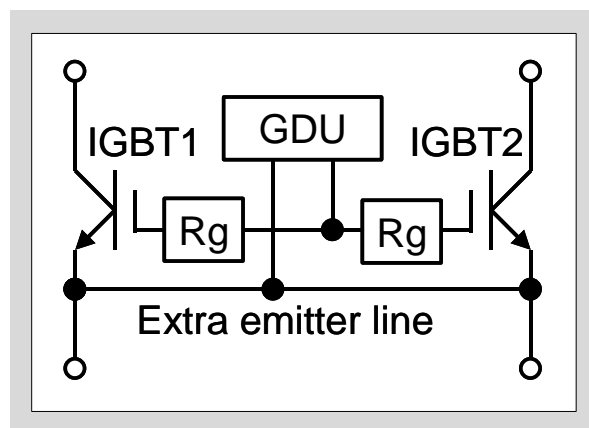 GDU
IGBT1
IGBT2
Rg
Rg
Extra emitter line